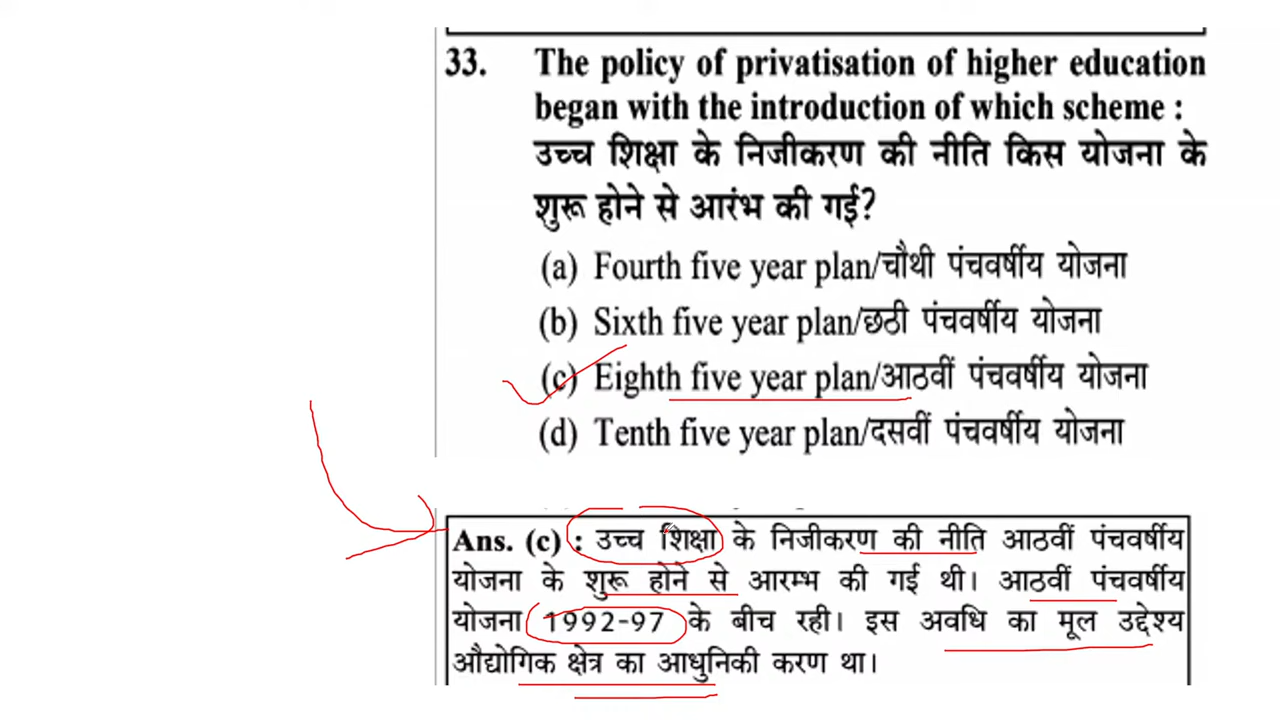 33. The policy of privatisation of higher education
began with the introduction of which scheme :
उच्च शिक्षा के निजीकरण की नीति किस योजना के
शुरू होने से आरंभ की गई?
(a) Fourth five year plan/चौथी पंचवर्षीय योजना
(b) Sixth five year plan/छठी पंचवर्षीय योजना
(c) Eighth five year plan/आठवीं पंचवर्षीय योजना
(d) Tenth five year plan/दसवीं पंचवर्षीय योजना
Ans. (c) : उच्च शिक्षा के निजीकरण की नीति आठवीं पंचवर्षीय
योजना के शुरू होने से आरम्भ की गई थी। आठवीं पंचवर्षीय
योजना 1992-97 के बीच रही। इस अवधि का मूल उद्देश्य
औद्योगिक क्षेत्र का आधुनिकी करण था।